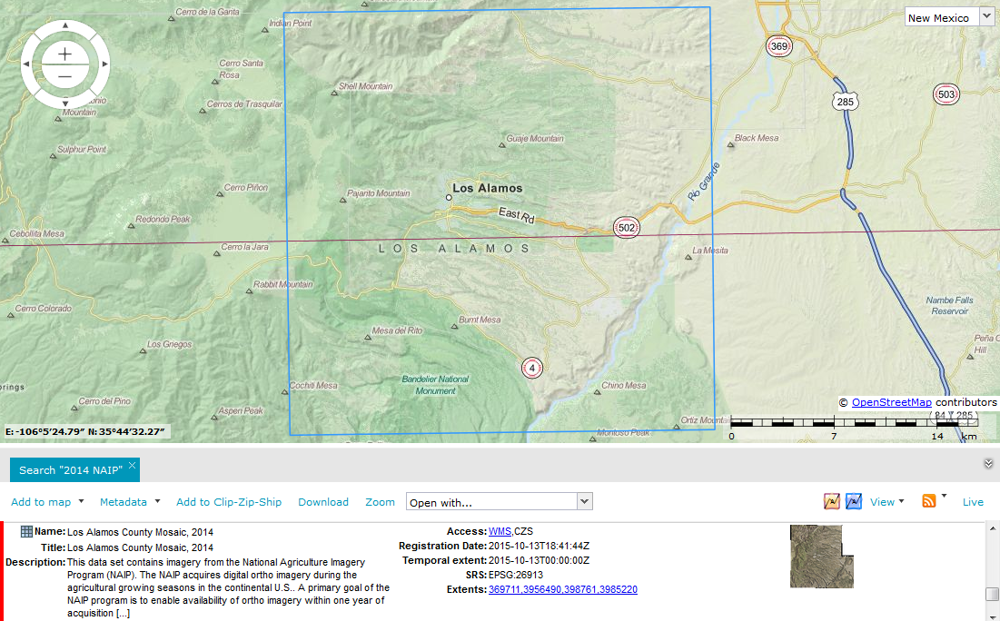 Cerro de la Garita
Indian Point
New Mexico
369
Cerro Santa
Rosa
Shell Mountain
503
285
Cerros de Trasquilar
Mountain
Guaje Mountain
Black Mesa
Sulphur Point
Rio Grande
Cerro Piñon
Pajarito Mountain
Los Alamos
East Rd
Redondo Peak
502
Cebollita Mesa
Cerro la Jara
LOS ALAMOS
La Mesita
Rabbit Mountain
Nambe Falls
Reservoir
Cerro Colorado
Burnt Mesa
Mesa del Rito
Los Griegos
Peña C
Hill
4
Bandelier National
Monument
Cochiti Mesa
Chino Mesa
rings
Cerro del Pino
© OpenStreetMap contributors
Aspen Peak
84 285
Ortiz Mountain
Montoso Peak
E: -106°5'24.79" N: 35°44'32.27"
0 7 14 km
Search "2014 NAIP"
Add to map Metadata Add to Clip-Zip-Ship Download Zoom Open with... View Live
Name: Los Alamos County Mosaic, 2014
Title: Los Alamos County Mosaic, 2014
Description: This data set contains imagery from the National Agriculture Imagery
Program (NAIP). The NAIP acquires digital ortho imagery during the
agricultural growing seasons in the continental U.S.. A primary goal of the
NAIP program is to enable availability of ortho imagery within one year of
acquisition [...]
Access: WMS,CZS
Registration Date: 2015-10-13T18:41:44Z
Temporal extent: 2015-10-13T00:00:00Z
SRS: EPSG:26913
Extents: 369711,3956490,398761,3985220